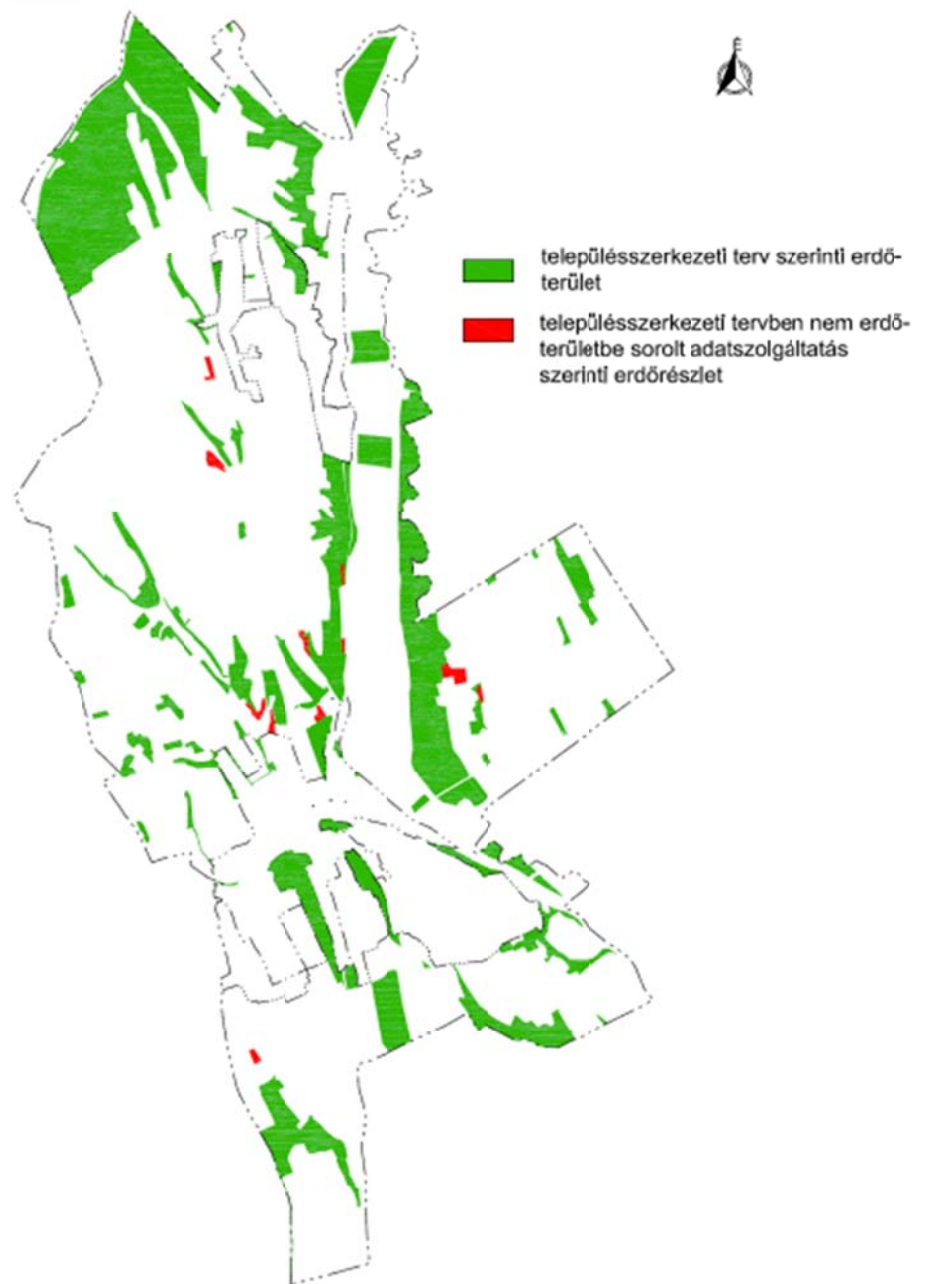 É
településszerkezeti terv szerinti erdő-
terület
településszerkezeti tervben nem erdő-
területbe sorolt adatszolgáltatás
szerinti erdőrészlet